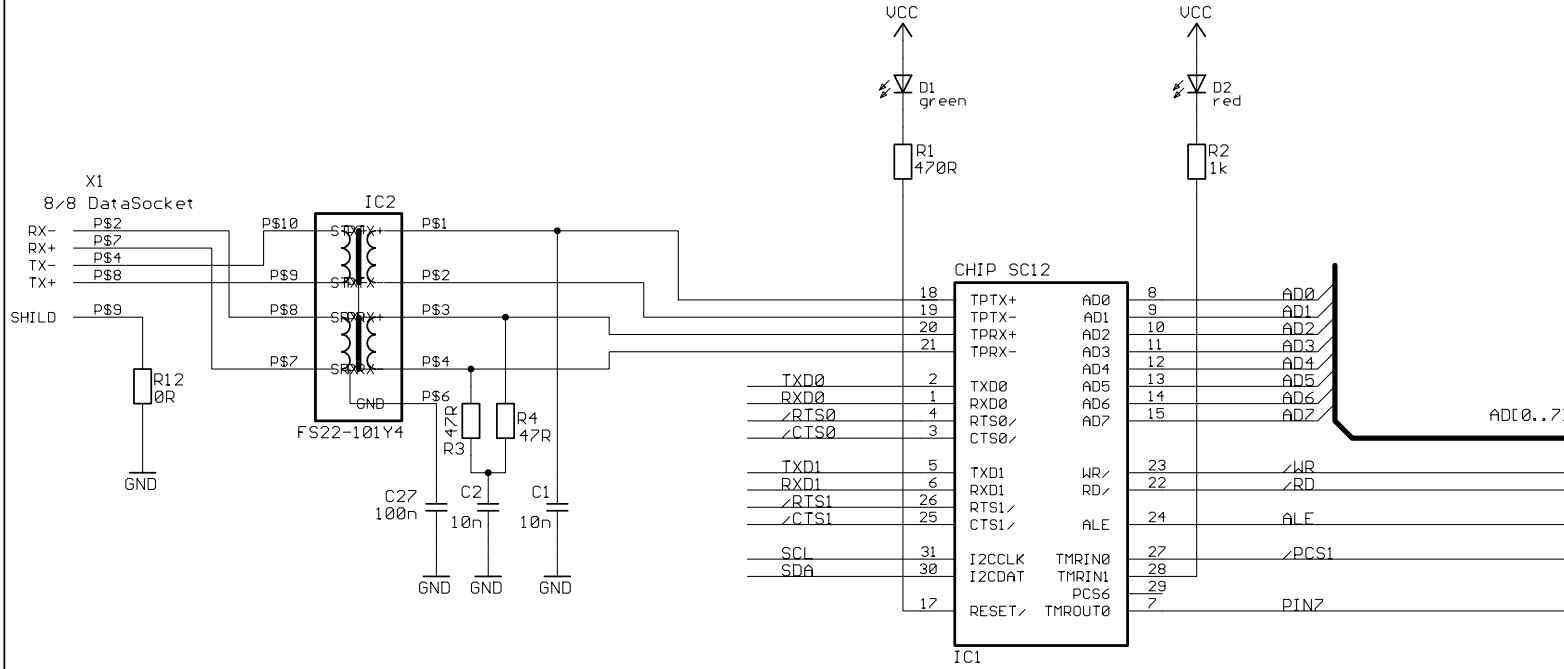 VCC
VCC
D1
green
D2
red
R1
470R
R2
1k
X1
8/8 DataSocket
IC2
RX- P$2
RX+ P$7
TX- P$4
TX+ P$8
SHILD P$9
P$10
P$9
P$8
P$7
P$1
P$2
P$3
P$4
P$6
GND
FS22-101Y4
R12
0R
GND
47R
R3
R4
47R
C27
100n
C2
10n
C1
10n
GND
GND
GND
CHIP SC12
18 TPTX+
19 TPTX-
20 TPRX+
21 TPRX-
TXD0 2 TXD0
RXD0 1 RXD0
/RTS0 4 RTS0/
/CTS0 3 CTS0/
TXD1 5 TXD1
RXD1 6 RXD1
/RTS1 26 RTS1/
/CTS1 25 CTS1/
SCL 31 I2CCLK
SDA 30 I2CDAT
17 RESET/
AD0 8 AD0
AD1 9 AD1
AD2 10 AD2
AD3 11 AD3
AD4 12 AD4
AD5 13 AD5
AD6 14 AD6
AD7 15 AD7
AD[0..7]
WR/ 23 /WR
RD/ 22 /RD
ALE 24 ALE
TMRIN0 27 /PCS1
TMRIN1 28
PCS6 29
TMROUT0 7 PIN7
IC1